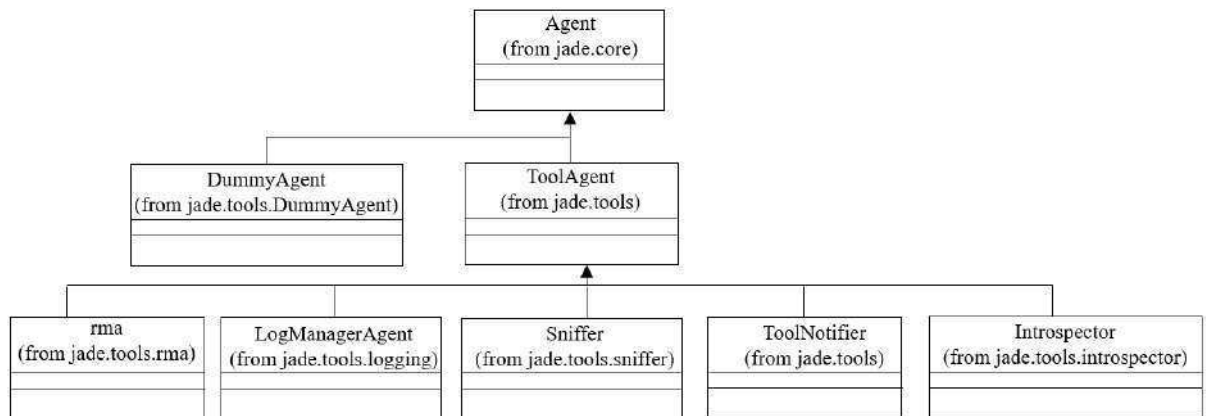 Agent
(from jade.core)
DummyAgent
(from jade.tools.DummyAgent)
ToolAgent
(from jade.tools)
rma
(from jade.tools.rma)
LogManagerAgent
(from jade.tools.logging)
Sniffer
(from jade.tools.sniffer)
ToolNotifier
(from jade.tools)
Introspector
(from jade.tools.introspector)